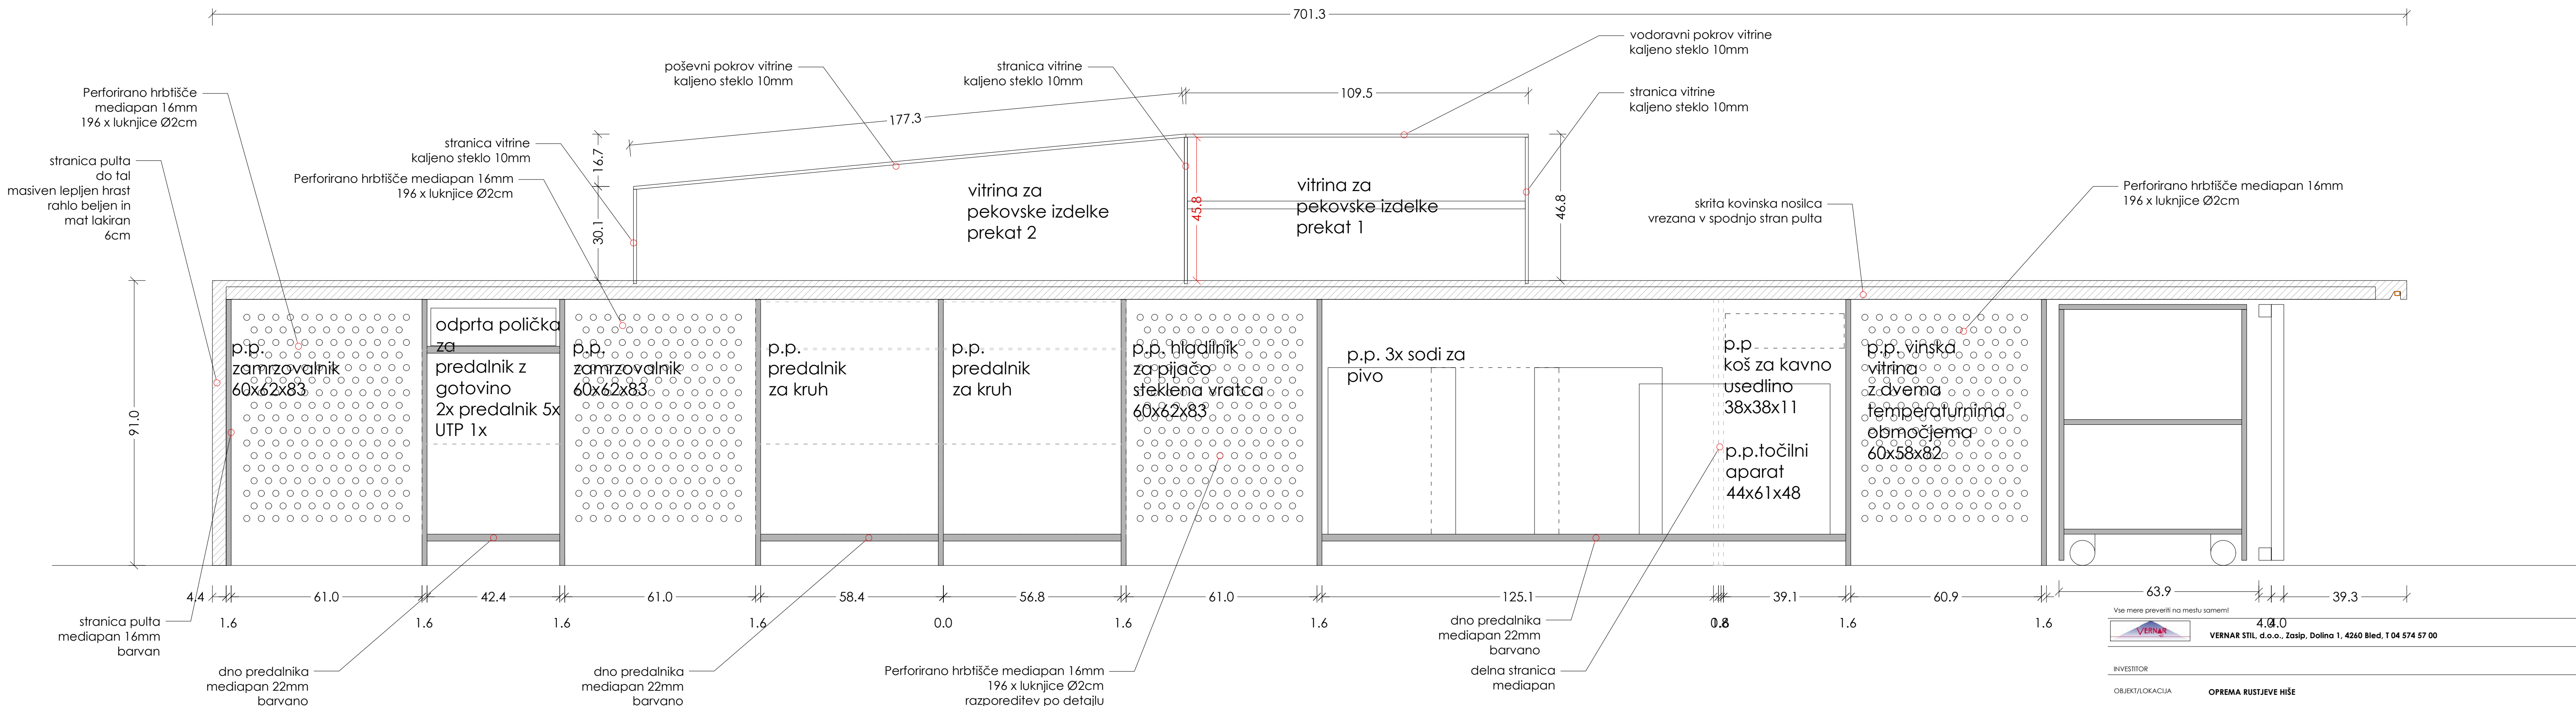 701.3
vodoravni pokrov vitrine
kaljeno steklo 10mm
poševni pokrov vitrine
kaljeno steklo 10mm
stranica vitrine
kaljeno steklo 10mm
109.5
stranica vitrine
kaljeno steklo 10mm
Perforirano hrbtišče
mediapan 16mm
196 x luknjice Ø2cm
177.3
stranica vitrine
kaljeno steklo 10mm
16.7
stranica pulta
do tal
masiven lepljen hrast
rahlo beljen in
mat lakiran
6cm
Perforirano hrbtišče mediapan 16mm
196 x luknjice Ø2cm
30.1
vitrina za
pekovske izdelke
prekat 2
45.8
vitrina za
pekovske izdelke
prekat 1
46.8
skrita kovinska nosilca
vrezana v spodnjo stran pulta
Perforirano hrbtišče mediapan 16mm
196 x luknjice Ø2cm
91.0
p.p.
zamrzovalnik
60x62x83
odprta polička
za
predalnik z
gotovino
2x predalnik 5x
UTP 1x
p.p.
zamrzovalnik
60x62x83
p.p.
predalnik
za kruh
p.p.
predalnik
za kruh
p.p. hladilnik
za pijačo
steklena vratca
60x62x83
p.p. 3x sodi za
pivo
p.p
koš za kavno
usedlino
38x38x11
p.p.točilni
aparat
44x61x48
p.p. vinska
vitrina
z dvema
temperaturnima
območjema
60x58x82
4.4
61.0
42.4
61.0
58.4
56.8
61.0
125.1
39.1
60.9
63.9
39.3
1.6
1.6
1.6
1.6
0.0
1.6
1.6
1.6
1.6
4.0
stranica pulta
mediapan 16mm
barvan
dno predalnika
mediapan 22mm
barvano
dno predalnika
mediapan 22mm
barvano
Perforirano hrbtišče mediapan 16mm
196 x luknjice Ø2cm
razporeditev po detajlu
dno predalnika
mediapan 22mm
barvano
delna stranica
mediapan
Vse mere preveriti na mestu samem!
VERNAR
VERNAR STIL, d.o.o., Zasip, Dolina 1, 4260 Bled, T 04 574 57 00
INVESTITOR
OBJEKT/LOKACIJA
OPREMA RUSTJEVE HIŠE